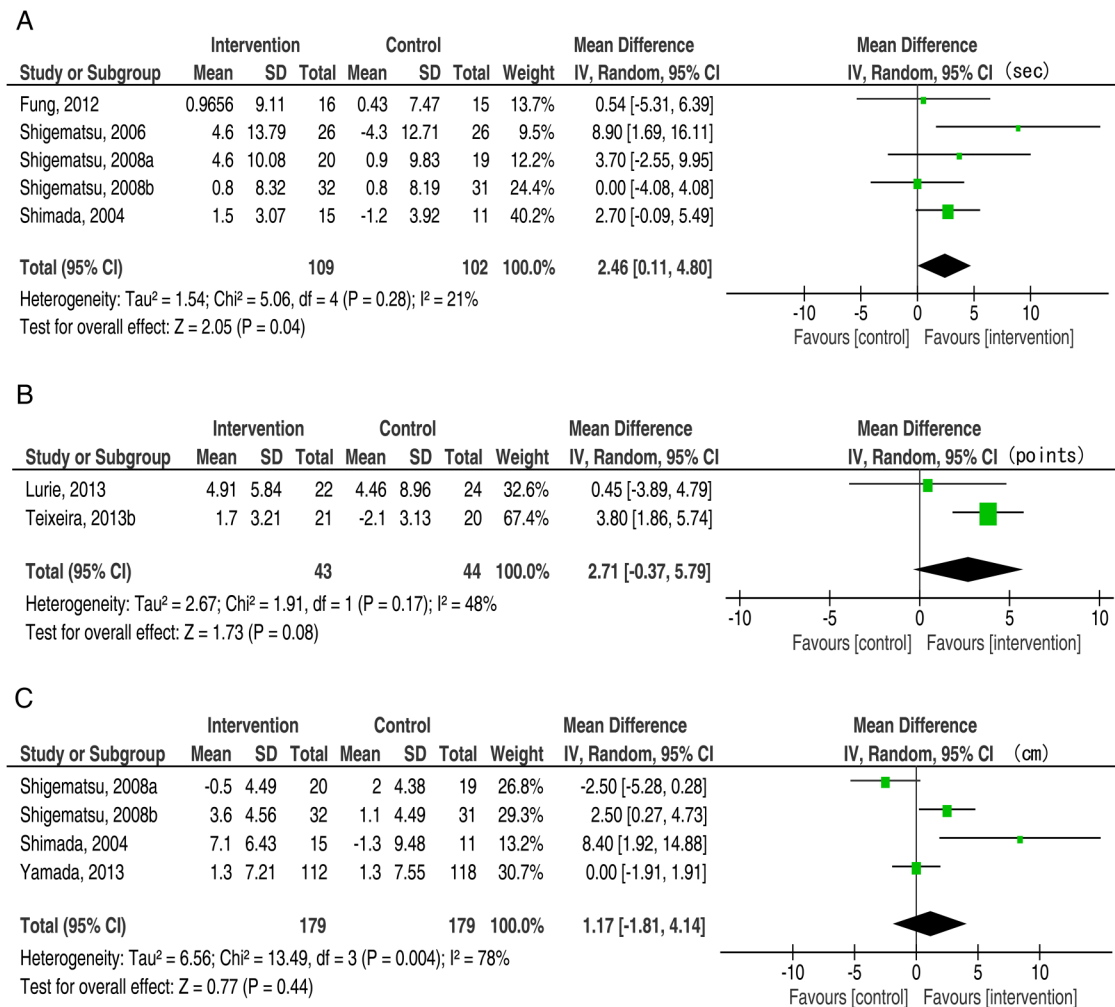 A
Intervention Control Mean Difference Mean Difference
Study or Subgroup Mean SD Total Mean SD Total Weight IV, Random, 95% CI IV, Random, 95% CI (sec)
Fung, 2012 0.9656 9.11 16 0.43 7.47 15 13.7% 0.54 [-5.31, 6.39]
Shigematsu, 2006 4.6 13.79 26 -4.3 12.71 26 9.5% 8.90 [1.69, 16.11]
Shigematsu, 2008a 4.6 10.08 20 0.9 9.83 19 12.2% 3.70 [-2.55, 9.95]
Shigematsu, 2008b 0.8 8.32 32 0.8 8.19 31 24.4% 0.00 [-4.08, 4.08]
Shimada, 2004 1.5 3.07 15 -1.2 3.92 11 40.2% 2.70 [-0.09, 5.49]
Total (95% CI) 109 102 100.0% 2.46 [0.11, 4.80]
Heterogeneity: Tau² = 1.54; Chi² = 5.06, df = 4 (P = 0.28); I² = 21%
Test for overall effect: Z = 2.05 (P = 0.04)
-10 -5 0 5 10
Favours [control] Favours [intervention]
B
Intervention Control Mean Difference Mean Difference
Study or Subgroup Mean SD Total Mean SD Total Weight IV, Random, 95% CI IV, Random, 95% CI (points)
Lurie, 2013 4.91 5.84 22 4.46 8.96 24 32.6% 0.45 [-3.89, 4.79]
Teixeira, 2013b 1.7 3.21 21 -2.1 3.13 20 67.4% 3.80 [1.86, 5.74]
Total (95% CI) 43 44 100.0% 2.71 [-0.37, 5.79]
Heterogeneity: Tau² = 2.67; Chi² = 1.91, df = 1 (P = 0.17); I² = 48%
Test for overall effect: Z = 1.73 (P = 0.08)
-10 -5 0 5 10
Favours [control] Favours [intervention]
C
Intervention Control Mean Difference Mean Difference
Study or Subgroup Mean SD Total Mean SD Total Weight IV, Random, 95% CI IV, Random, 95% CI (cm)
Shigematsu, 2008a -0.5 4.49 20 2 4.38 19 26.8% -2.50 [-5.28, 0.28]
Shigematsu, 2008b 3.6 4.56 32 1.1 4.49 31 29.3% 2.50 [0.27, 4.73]
Shimada, 2004 7.1 6.43 15 -1.3 9.48 11 13.2% 8.40 [1.92, 14.88]
Yamada, 2013 1.3 7.21 112 1.3 7.55 118 30.7% 0.00 [-1.91, 1.91]
Total (95% CI) 179 179 100.0% 1.17 [-1.81, 4.14]
Heterogeneity: Tau² = 6.56; Chi² = 13.49, df = 3 (P = 0.004); I² = 78%
Test for overall effect: Z = 0.77 (P = 0.44)
-10 -5 0 5 10
Favours [control] Favours [intervention]